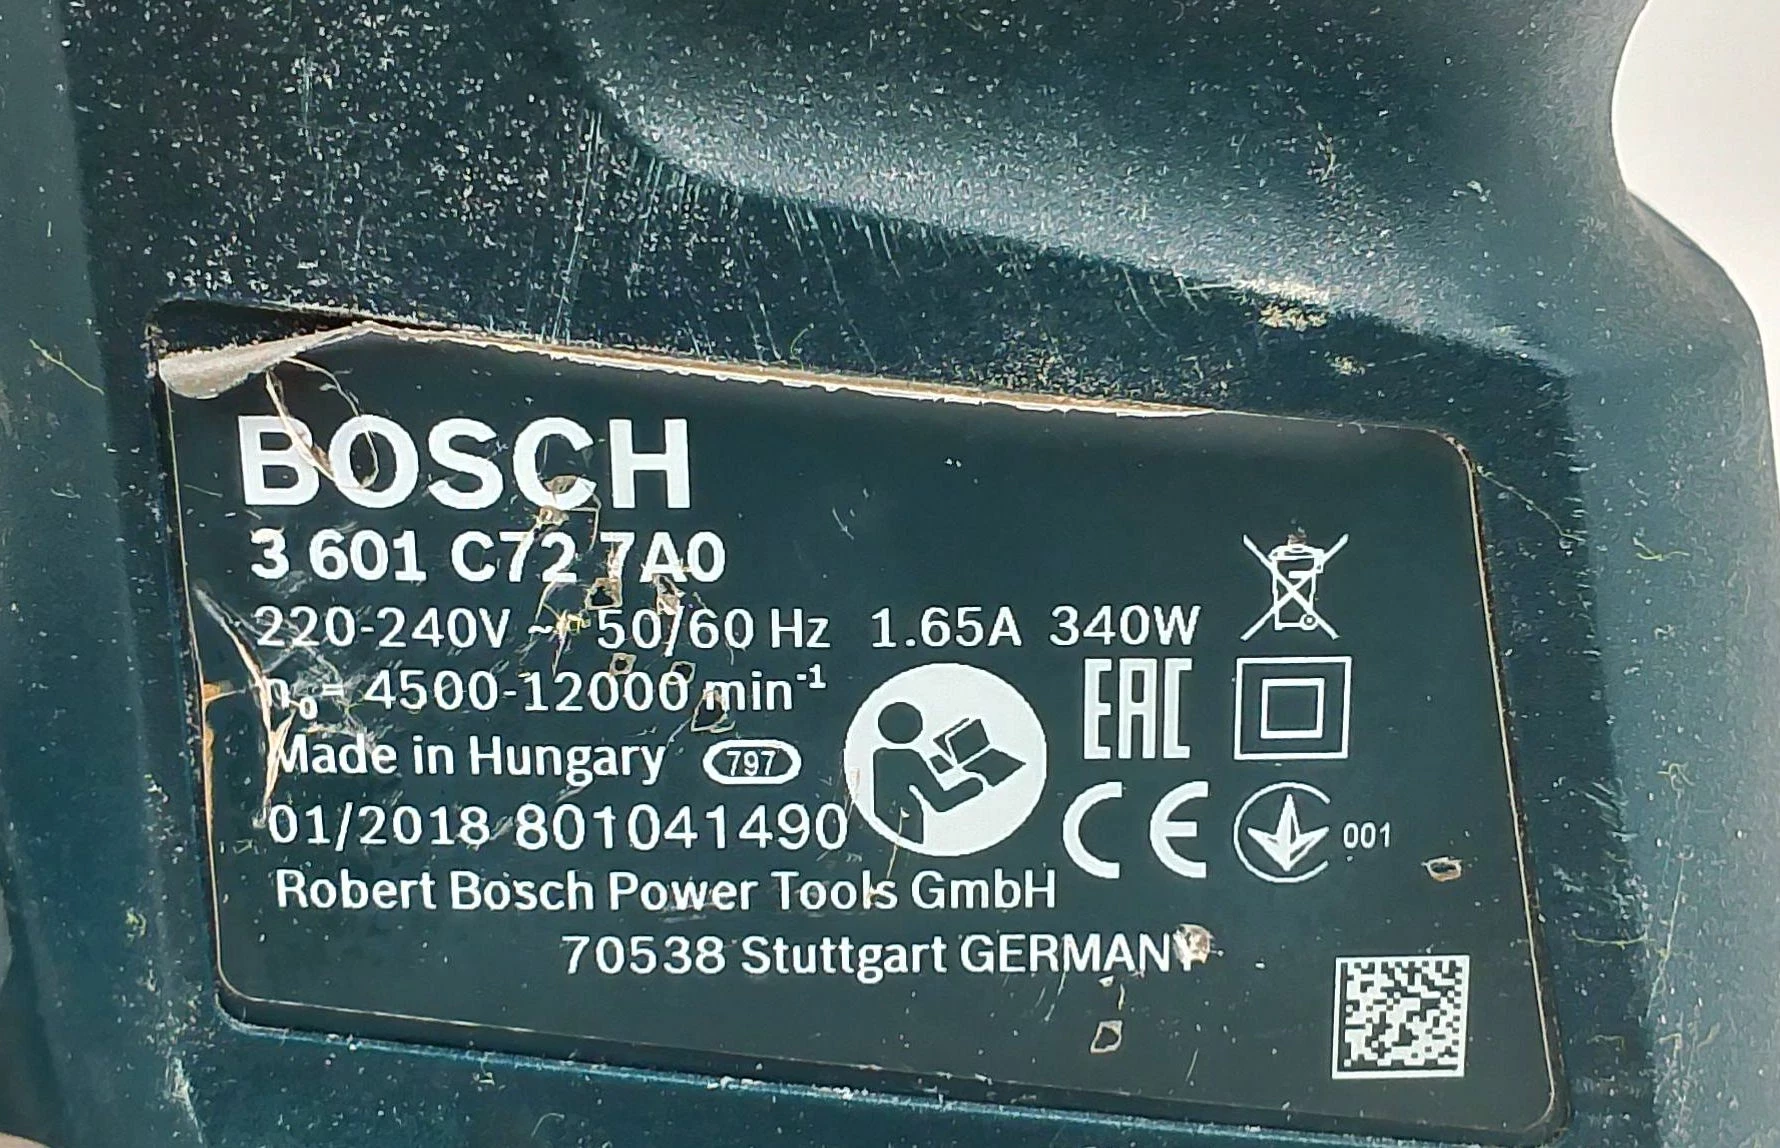 BOSCH
3 601 C72 7A0
220-240V ~ 50/60 Hz 1.65A 340W
n₀ = 4500-12000 min⁻¹
Made in Hungary 797
EAC
01/2018 801041490
CE 001
Robert Bosch Power Tools GmbH
70538 Stuttgart GERMANY